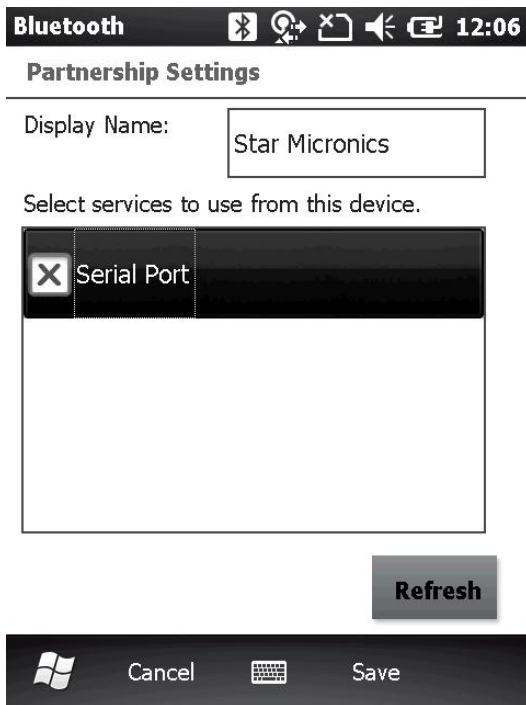 Bluetooth 12:06
Partnership Settings
Display Name: Star Micronics
Select services to use from this device.
Serial Port
Refresh
Cancel Save